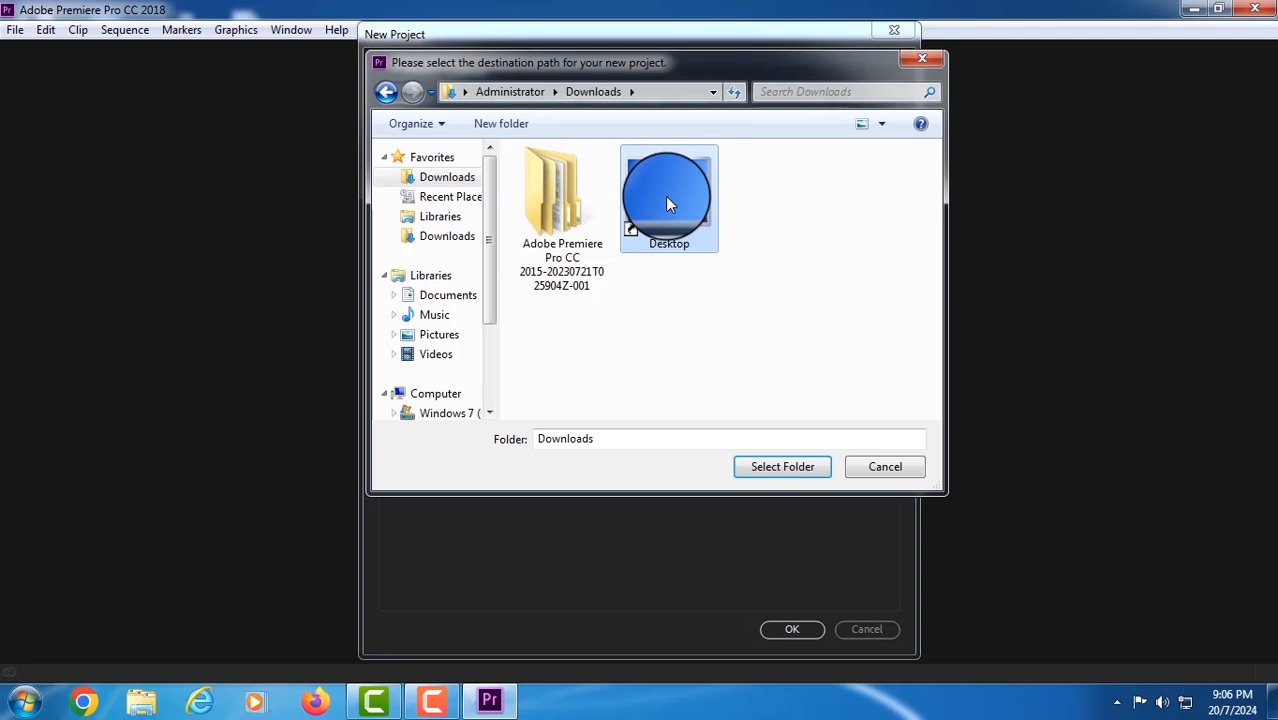 Adobe Premiere Pro CC 2018
File Edit Clip Sequence Markers Graphics Window Help
New Project
Please select the destination path for your new project.
Administrator Downloads
Search Downloads
Organize New folder
Favorites
Downloads
Recent Place
Libraries
Downloads
Libraries
Documents
Music
Pictures
Videos
Computer
Windows 7 (
Adobe Premiere
Pro CC
2015-20230721T0
25904Z-001
Desktop
Folder: Downloads
Select Folder Cancel
OK Cancel
Pr
9:06 PM
20/7/2024